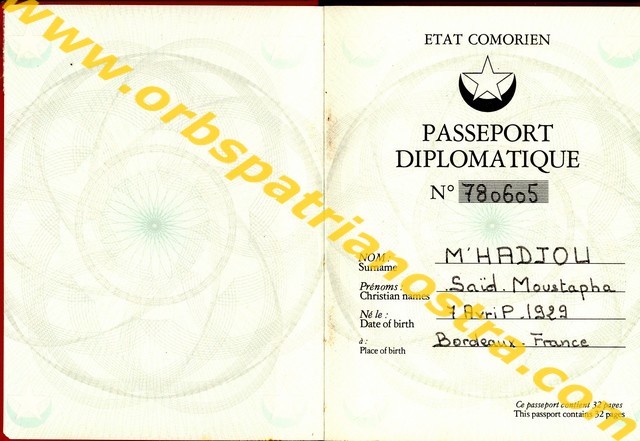 www.orbspatrianostra.com
ETAT COMORIEN
PASSEPORT
DIPLOMATIQUE
N° 780605
NOM: M'HADJOU
Surname
Prénoms: Saïd. Moustapha
Christian names
Né le: 7 Avril. 1929
Date of birth
à: Bordeaux. France
Place of birth
Ce passeport contient 32 pages
This passport contains 32 pages